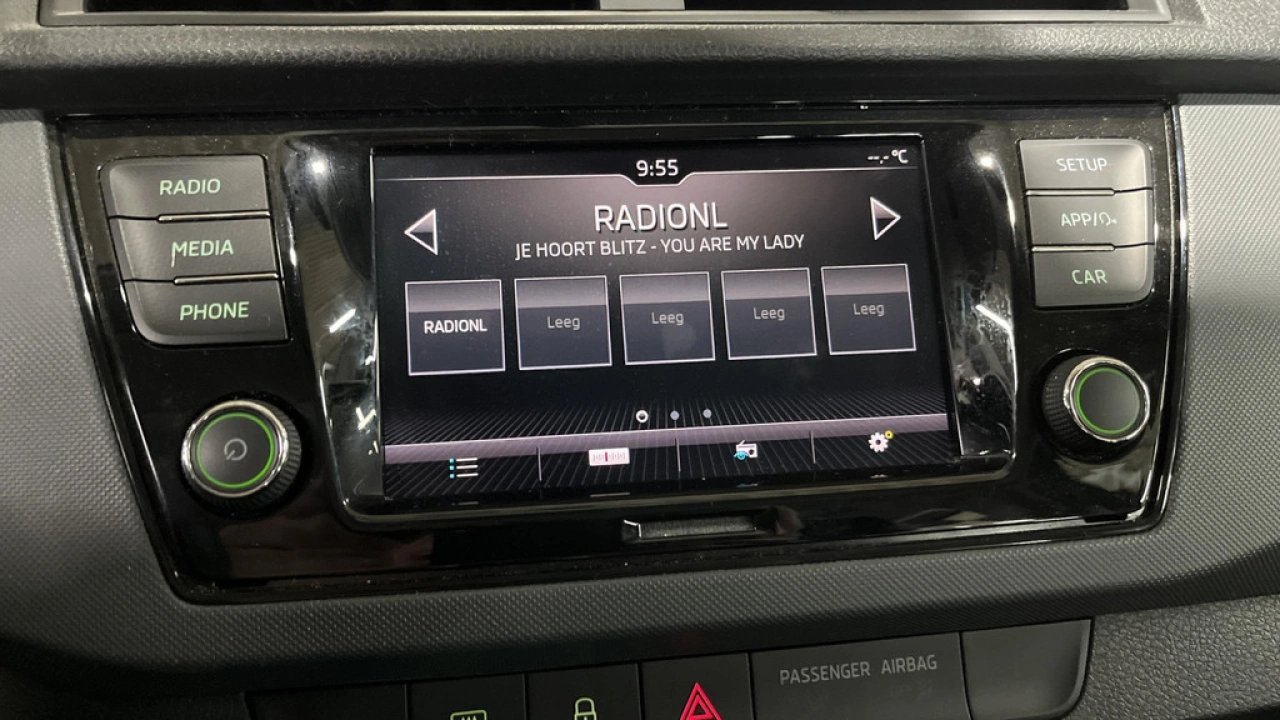 9:55
--,-°C
RADIO
MEDIA
PHONE
RADIONL
JE HOORT BLITZ - YOU ARE MY LADY
RADIONL
Leeg
Leeg
Leeg
Leeg
SETUP
APP/
CAR
PASSENGER AIRBAG